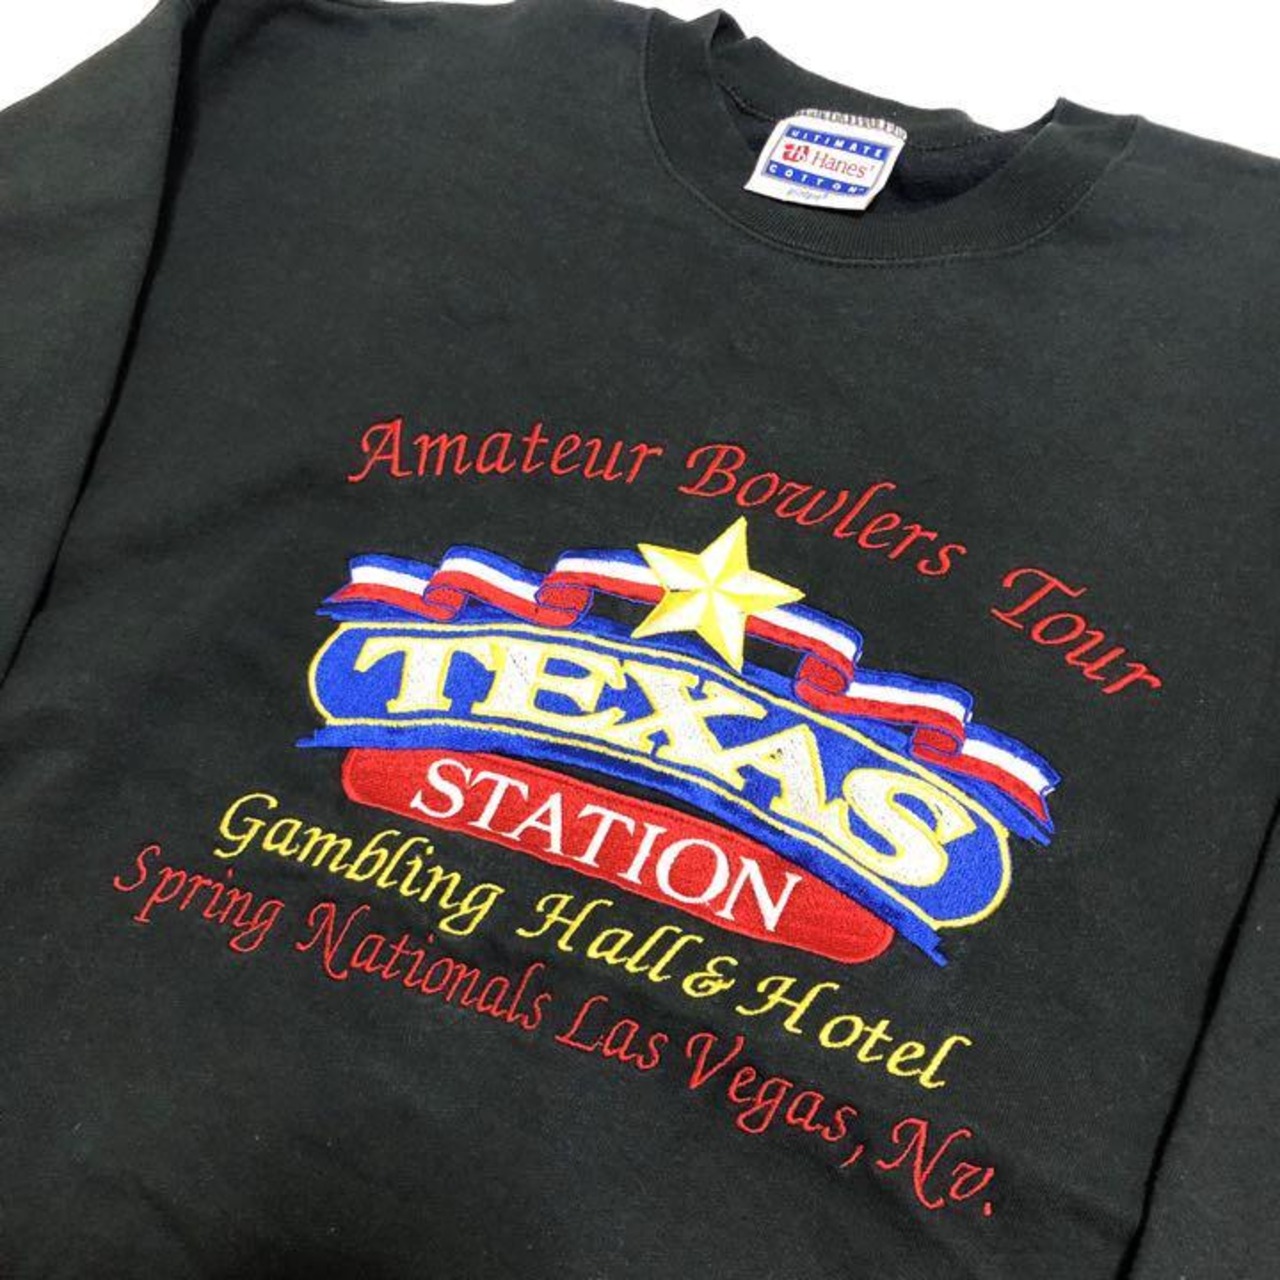 ULTIMATE
Hanes
COTTON
Amateur Bowlers Tour
TEXAS
STATION
Gambling Hall & Hotel
Spring Nationals Las Vegas, Nv.